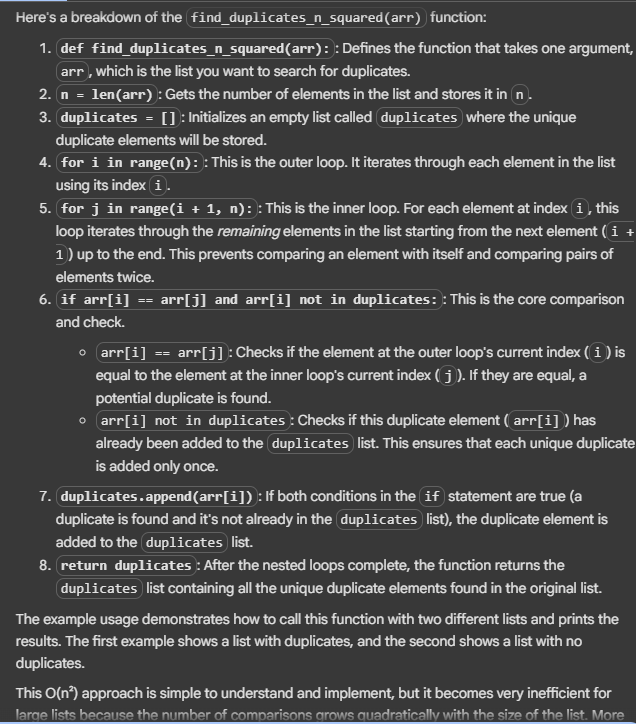 Here's a breakdown of the find_duplicates_n_squared(arr) function:
1. def find_duplicates_n_squared(arr): : Defines the function that takes one argument,
arr , which is the list you want to search for duplicates.
2. n = len(arr) : Gets the number of elements in the list and stores it in n .
3. duplicates = [] : Initializes an empty list called duplicates where the unique
duplicate elements will be stored.
4. for i in range(n): : This is the outer loop. It iterates through each element in the list
using its index i .
5. for j in range(i + 1, n): : This is the inner loop. For each element at index i , this
loop iterates through the remaining elements in the list starting from the next element ( i +
1 ) up to the end. This prevents comparing an element with itself and comparing pairs of
elements twice.
6. if arr[i] == arr[j] and arr[i] not in duplicates: : This is the core comparison
and check.
○ arr[i] == arr[j] : Checks if the element at the outer loop's current index ( i ) is
equal to the element at the inner loop's current index ( j ). If they are equal, a
potential duplicate is found.
○ arr[i] not in duplicates : Checks if this duplicate element ( arr[i] ) has
already been added to the duplicates list. This ensures that each unique duplicate
is added only once.
7. duplicates.append(arr[i]) : If both conditions in the if statement are true (a
duplicate is found and it's not already in the duplicates list), the duplicate element is
added to the duplicates list.
8. return duplicates : After the nested loops complete, the function returns the
duplicates list containing all the unique duplicate elements found in the original list.
The example usage demonstrates how to call this function with two different lists and prints the
results. The first example shows a list with duplicates, and the second shows a list with no
duplicates.
This O(n²) approach is simple to understand and implement, but it becomes very inefficient for
large lists because the number of comparisons grows quadratically with the size of the list. More